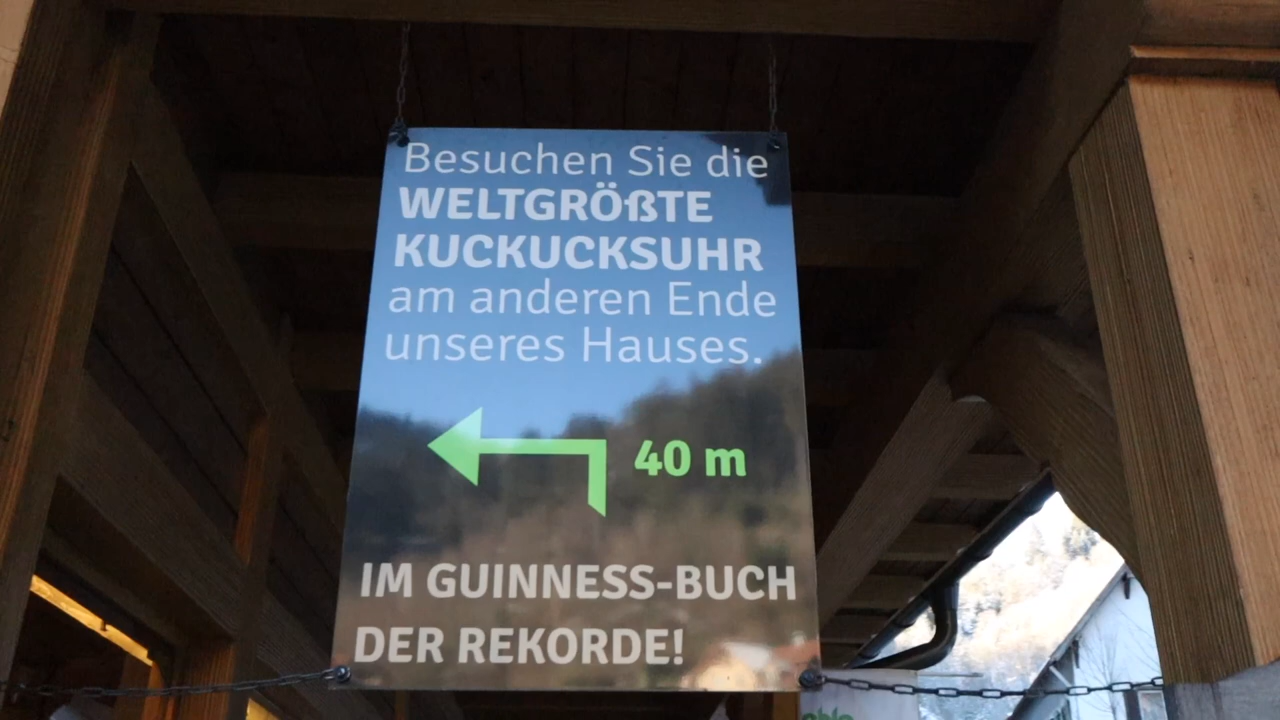 Besuchen Sie die
WELTGRÖßTE
KUCKUCKSUHR
am anderen Ende
unseres Hauses.
40 m
IM GUINNESS-BUCH
DER REKORDE!